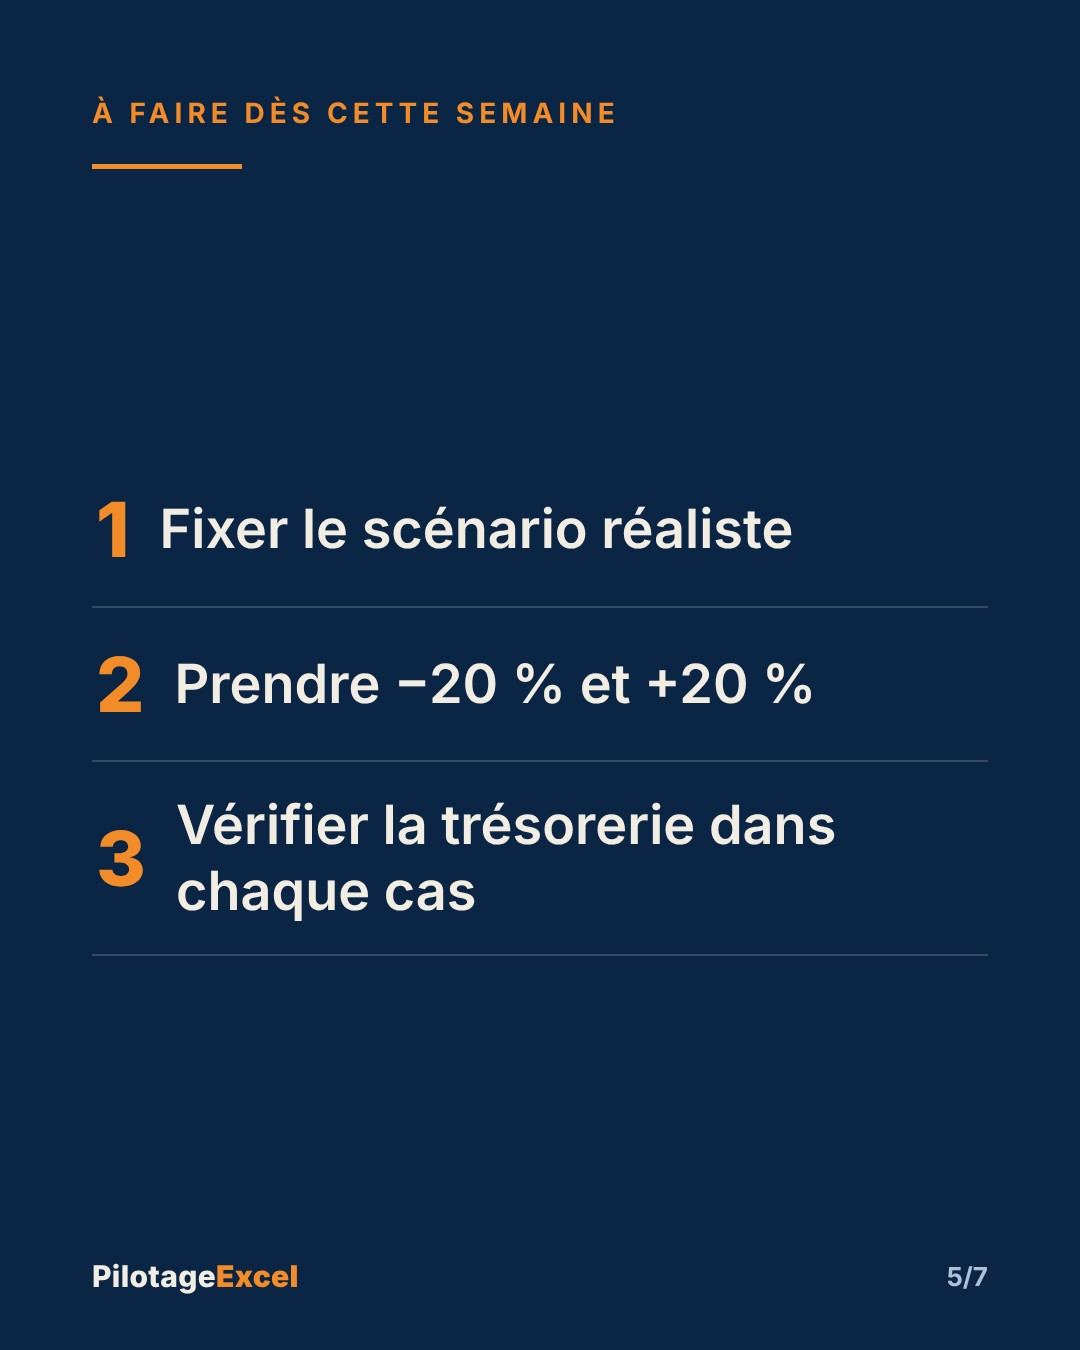 À FAIRE DÈS CETTE SEMAINE
1 Fixer le scénario réaliste
2 Prendre −20 % et +20 %
3 Vérifier la trésorerie dans
chaque cas
PilotageExcel
5/7